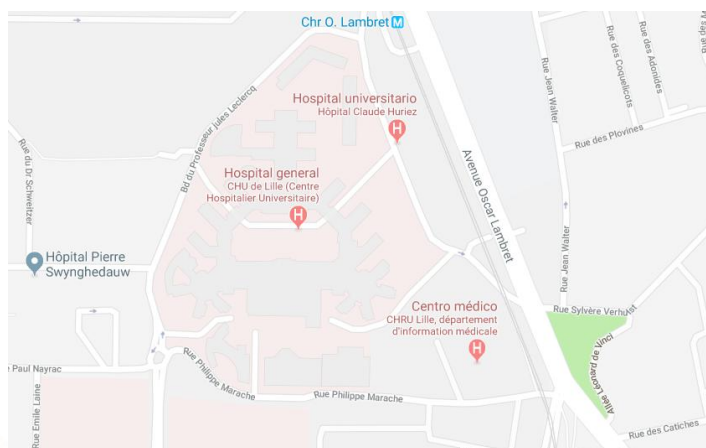 Chr O. Lambret M
Rue Jean Walter
Rue des Coquelicots
Rue des Adonides
Rue des
Bd du Professeur Jules Leclercq
Hospital universitario
Hôpital Claude Huriez
H
Rue des Plovines
Rue du Dr Schweitzer
Avenue Oscar Lambret
Hospital general
CHU de Lille (Centre
Hospitalier Universitaire)
H
Hôpital Pierre
Swynghedauw
Rue Jean Walter
Centro médico
CHRU Lille, département
d'information médicale
H
Rue Sylvère Verhulst
Allée Léonard de Vinci
Paul Nayrac
Rue Philippe Marache
Rue Philippe Marache
Rue Emile Laine
Rue des Catiches